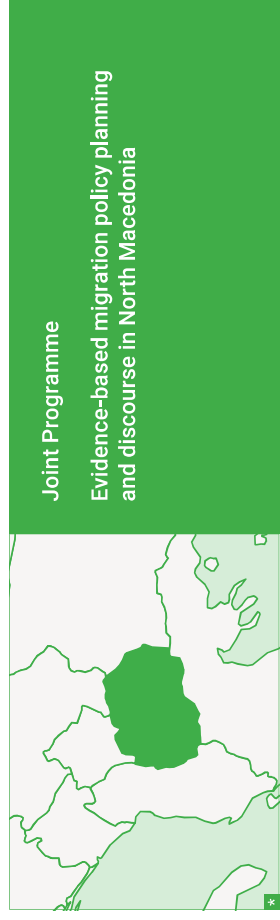 Joint Programme
Evidence-based migration policy planning
and discourse in North Macedonia
*